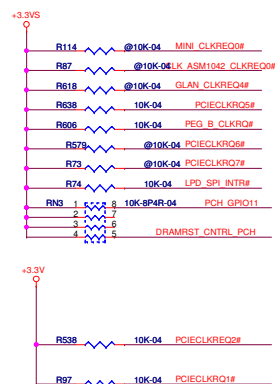 +3.3VS
R114 @10K-04 MINI_CLKREQ0#
R87 @10K-04 CLK_ASM1042_CLKREQ0#
R618 @10K-04 GLAN_CLKREQ4#
R638 10K-04 PCIECLKRQ5#
R606 10K-04 PEG_B_CLKRQ#
R579 @10K-04 PCIECLKRQ6#
R73 @10K-04 PCIECLKRQ7#
R74 10K-04 LPD_SPI_INTR#
RN3 1 8 10K-8P4R-04 PCH_GPIO11
2 7
3 6
4 5 DRAMRST_CNTRL_PCH
+3.3V
R538 10K-04 PCIECLKREQ2#
R97 10K-04 PCIECLKRQ1#